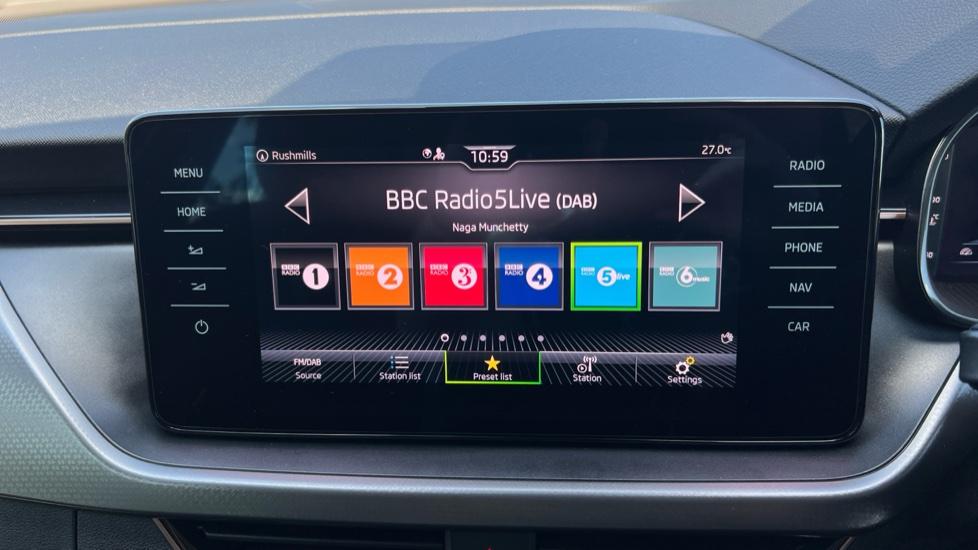 MENU
HOME
Rushmills
10:59
27.0°C
BBC Radio5Live (DAB)
Naga Munchetty
BBC RADIO 1
BBC RADIO 2
BBC RADIO 3
BBC RADIO 4
BBC RADIO 5 live
BBC RADIO 6 music
FM/DAB
Source
Station list
Preset list
Station
Settings
RADIO
MEDIA
PHONE
NAV
CAR